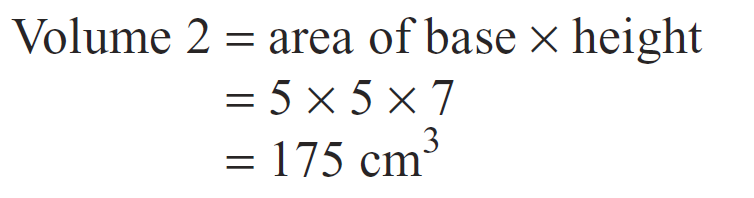 Volume 2 = area of base × height
= 5 × 5 × 7
= 175 cm³